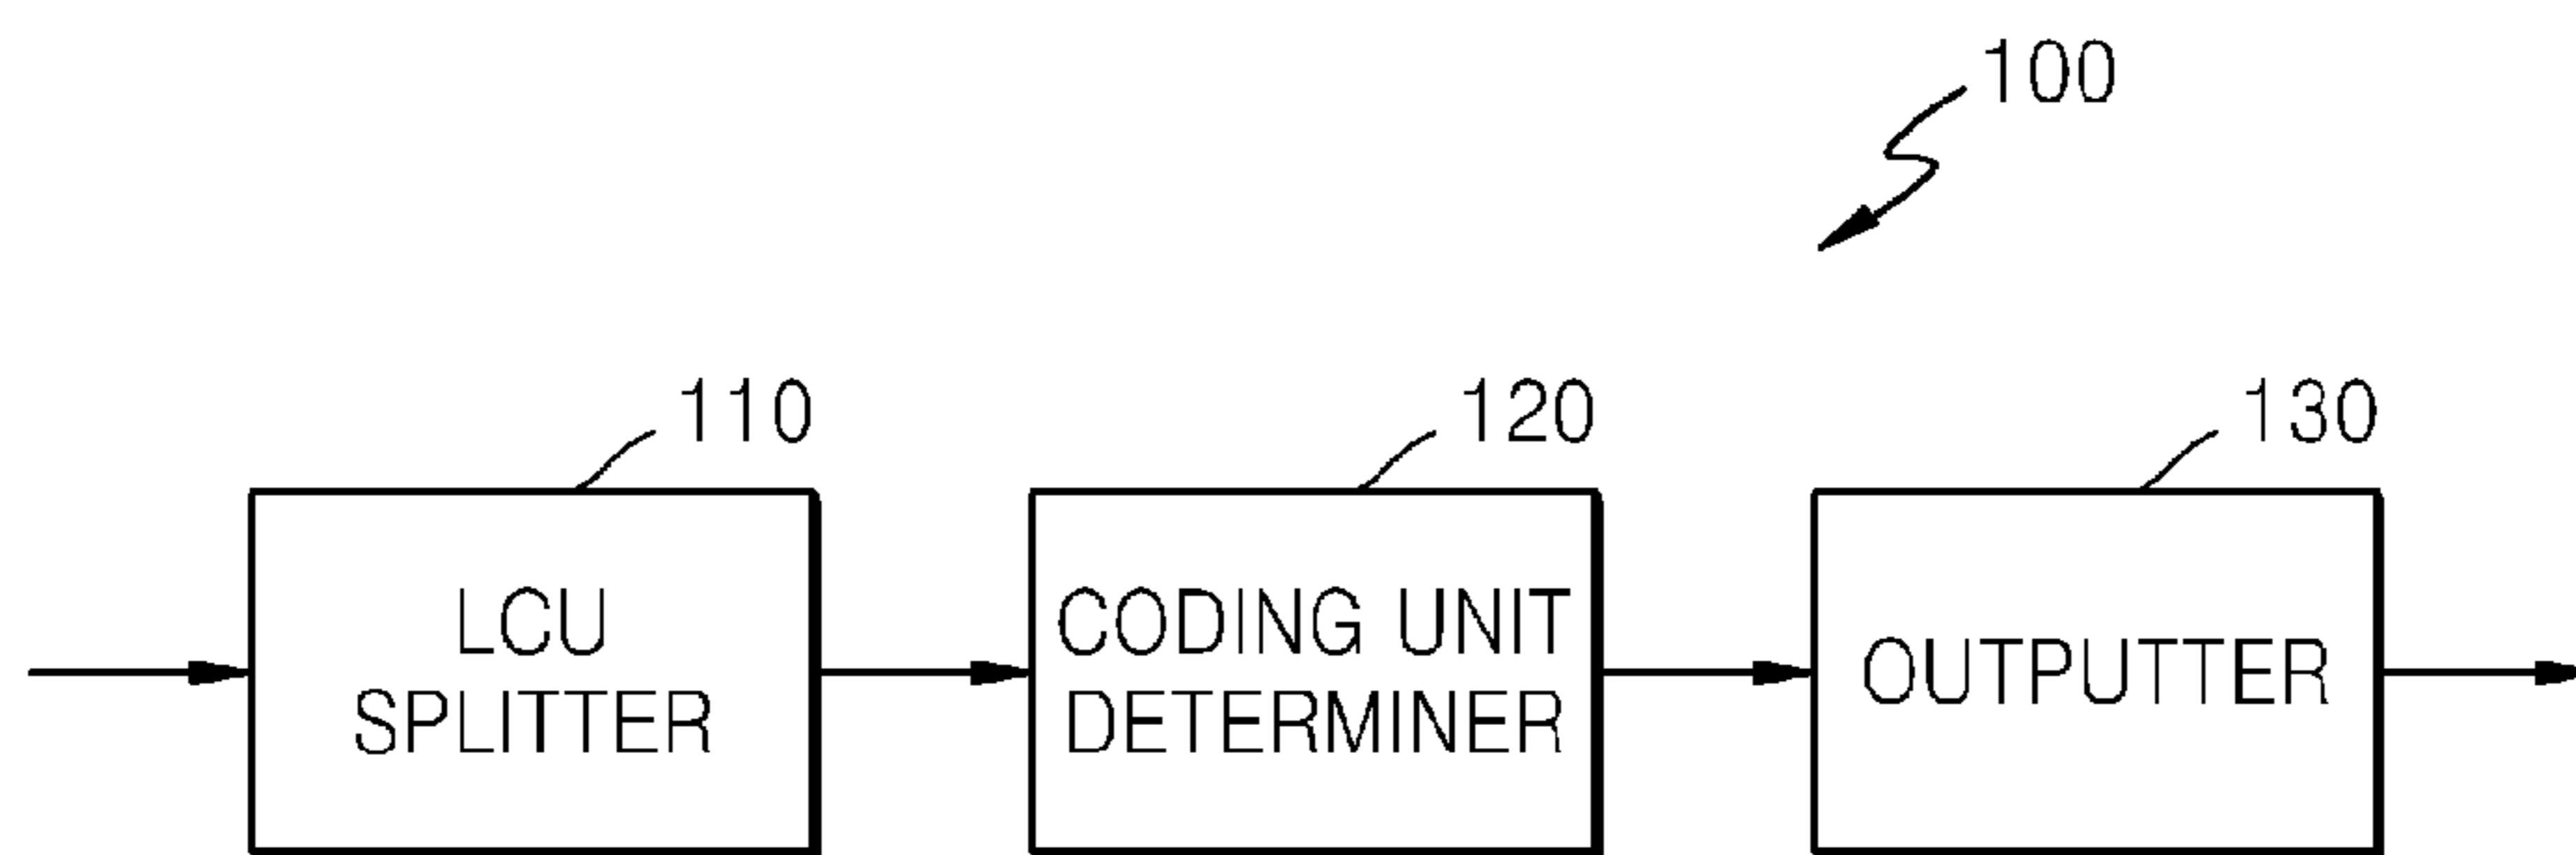 100
110
120
130
LCU
SPLITTER
CODING UNIT
DETERMINER
OUTPUTTER